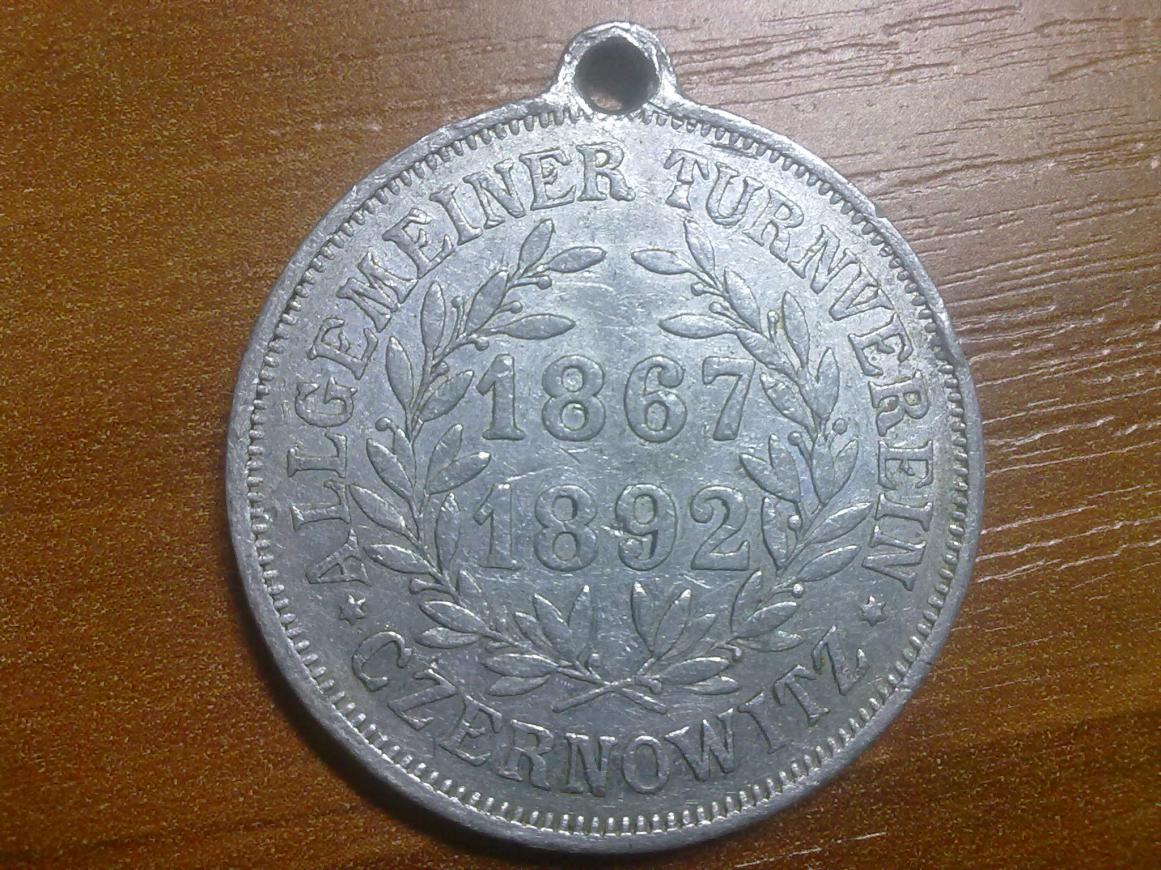 ALLGEMEINER TURNVEREIN
1867
1892
CZERNOWITZ